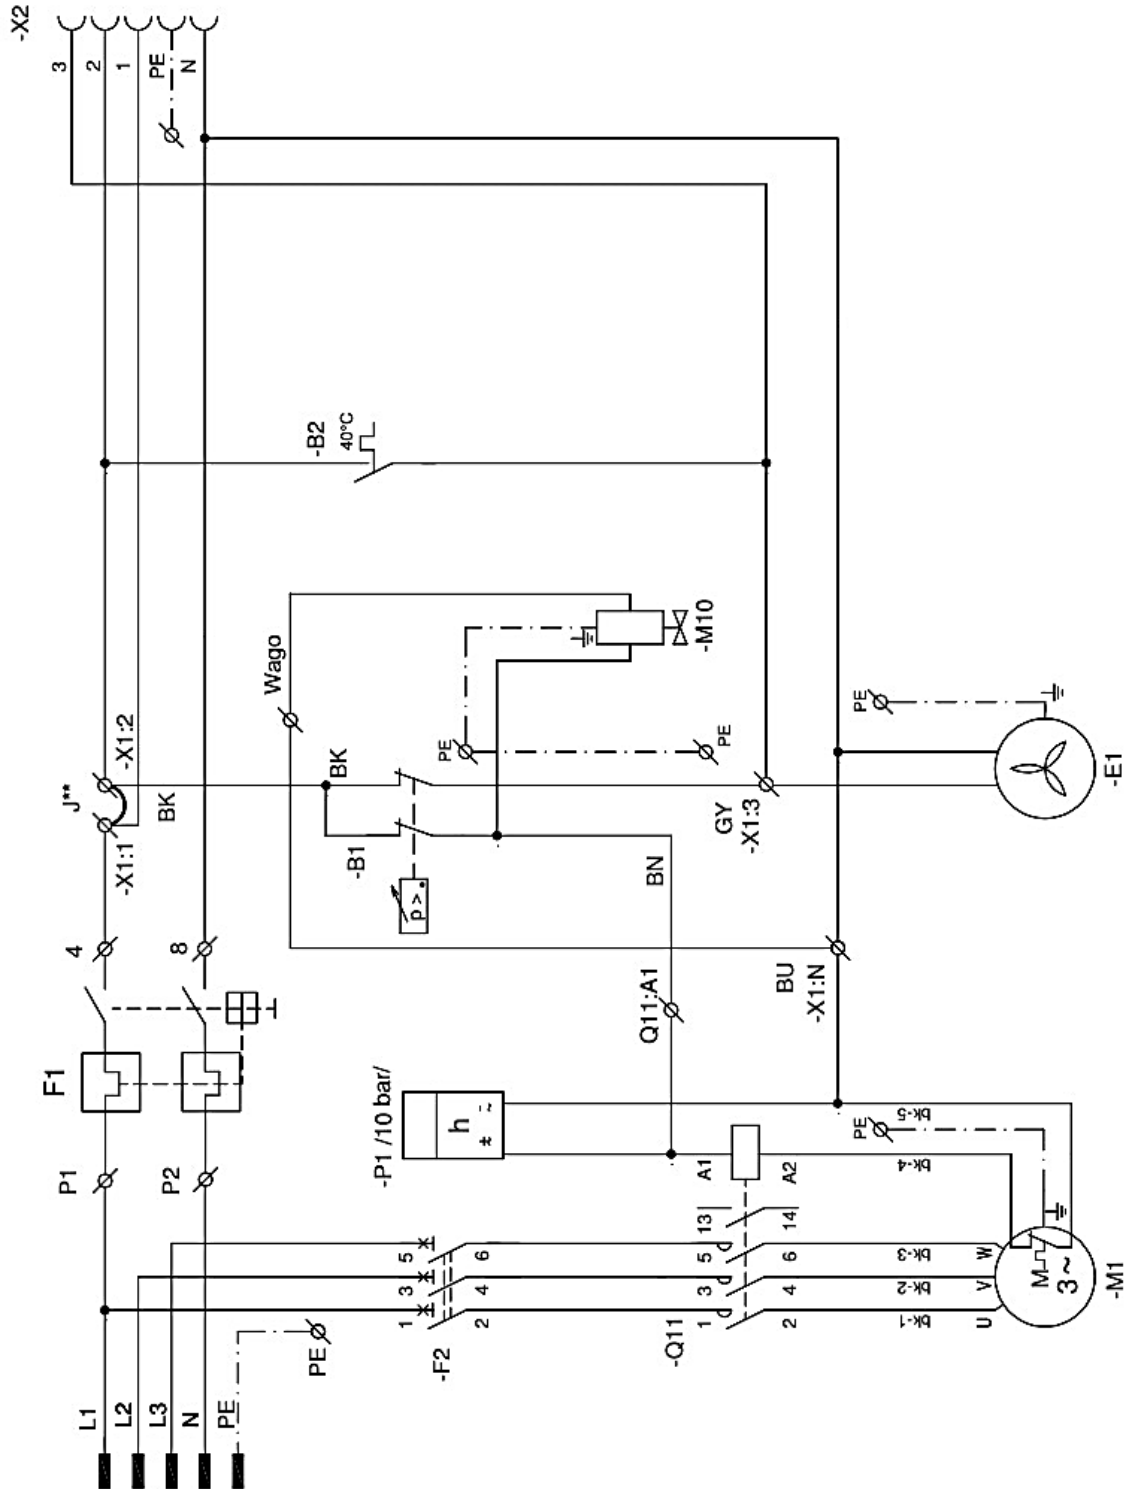 -X2
3
2
1
PE
N
-B2
40°C
Wago
-M10
J**
-X1:2
-X1:1
BK
BK
-B1
p >
PE
PE
GY
-X1:3
PE
-E1
4
8
F1
BN
Q11:A1
BU
-X1:N
P1
P2
-P1 /10 bar/
h
± ~
A1
A2
PE
bk-5
bk-4
13
14
5
6
5
6
bk-3
W
3
4
3
4
bk-2
V
1
2
1
2
bk-1
U
M
3 ~
-M1
-F2
-Q11
PE
L1
L2
L3
N
PE